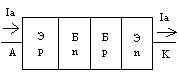 Ia Ia
Э Б Б Э
А р n р n К